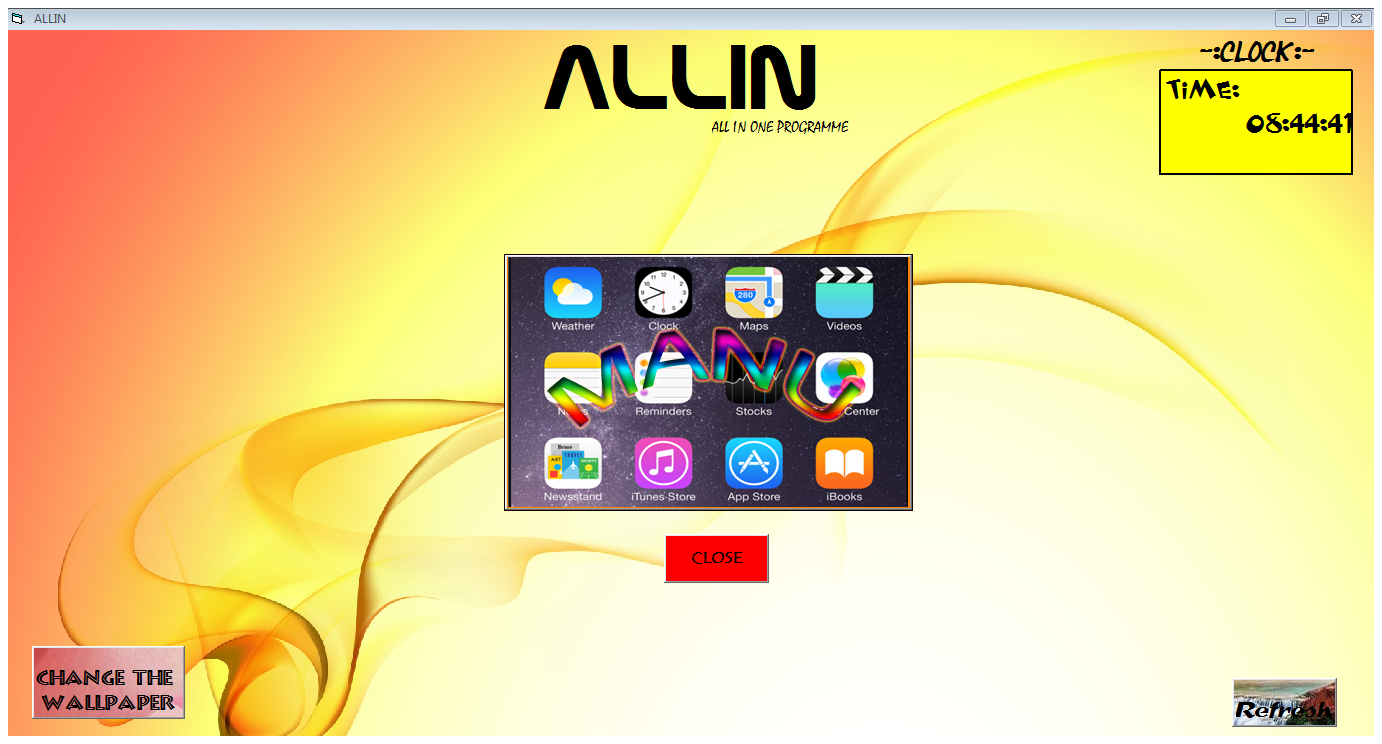 ALLIN
ALLIN
ALL IN ONE PROGRAMME
~:CLOCK:~
TiME:
08:44:41
Weather Clock Maps Videos
280
MANU
Reminders Stocks Center
Newsstand iTunes Store App Store iBooks
CLOSE
CHANGE THE
WALLPAPER
Refresh